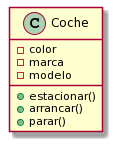 C Coche
color
marca
modelo
estacionar()
arrancar()
parar()